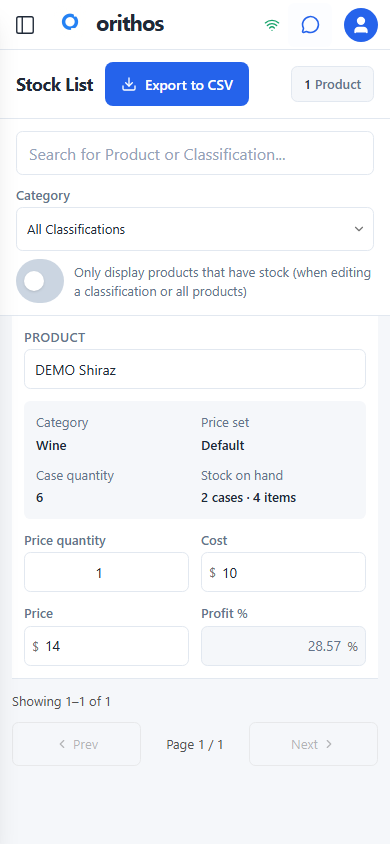 orithos
Stock List
Export to CSV
1 Product
Search for Product or Classification...
Category
All Classifications
Only display products that have stock (when editing
a classification or all products)
PRODUCT
DEMO Shiraz
Category
Price set
Wine
Default
Case quantity
Stock on hand
6
2 cases · 4 items
Price quantity
Cost
1
$ 10
Price
Profit %
$ 14
28.57 %
Showing 1–1 of 1
Prev
Page 1 / 1
Next